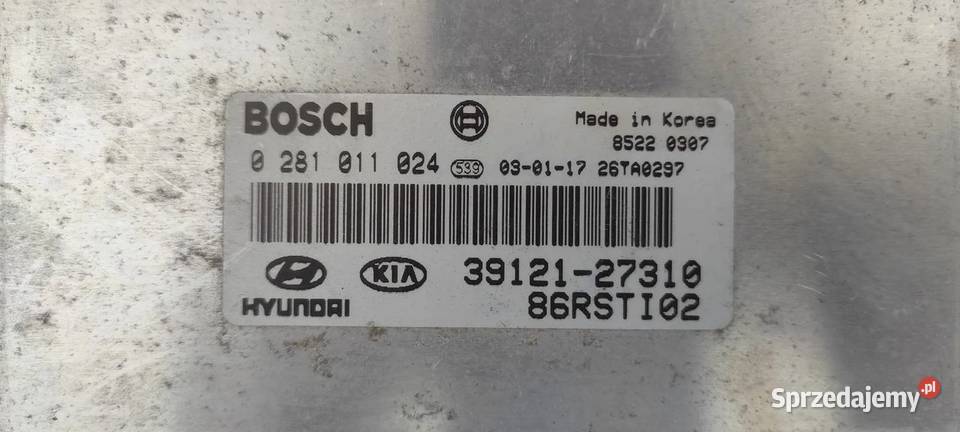 BOSCH
Made in Korea
8522 0307
0 281 011 024 539 03-01-17 26TA0297
KIA 39121-27310
HYUNDAI 86RSTI02
Sprzedajemy.pl